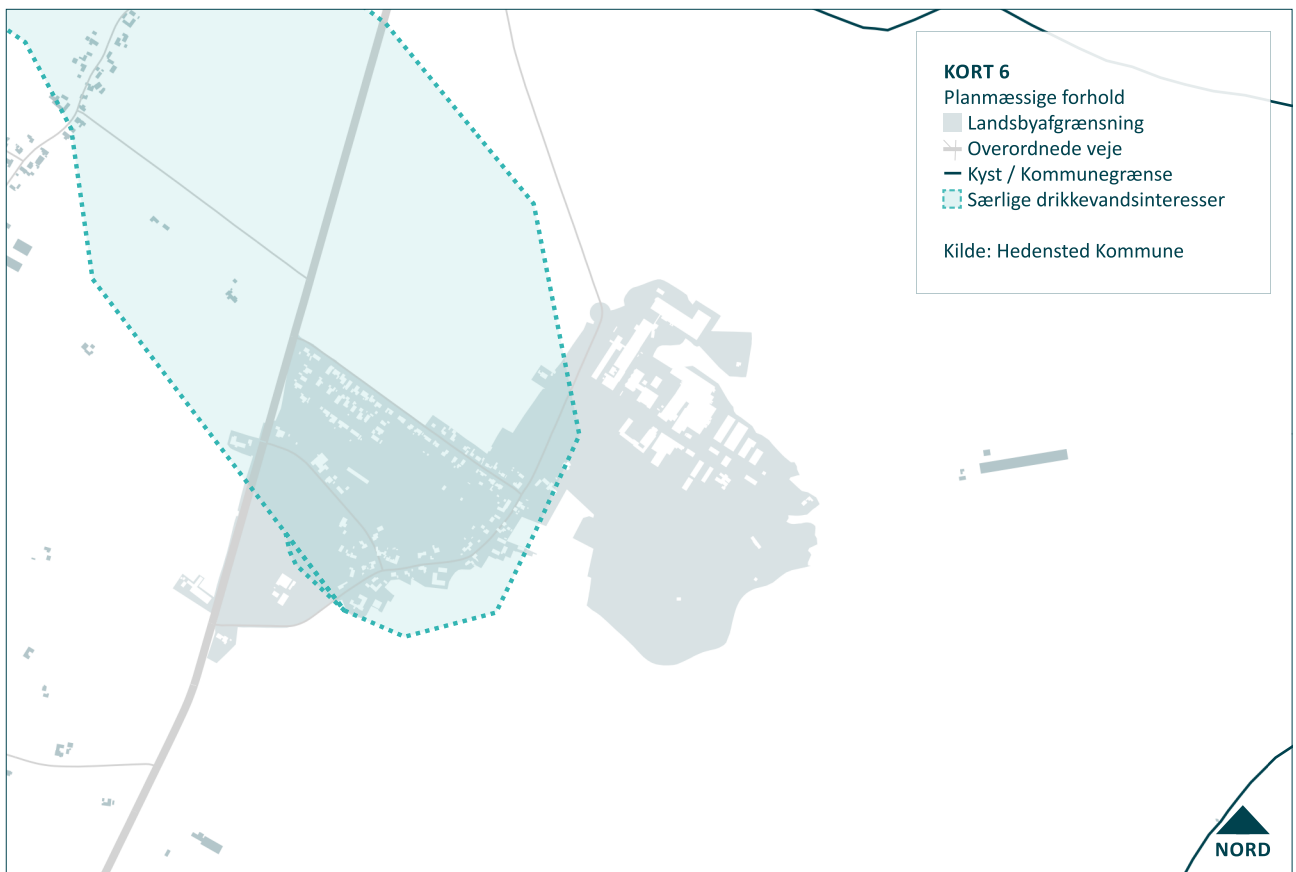 KORT 6
Planmæssige forhold
Landsbyafgrænsning
Overordnede veje
Kyst / Kommunegrænse
Særlige drikkevandsinteresser
Kilde: Hedensted Kommune
NORD